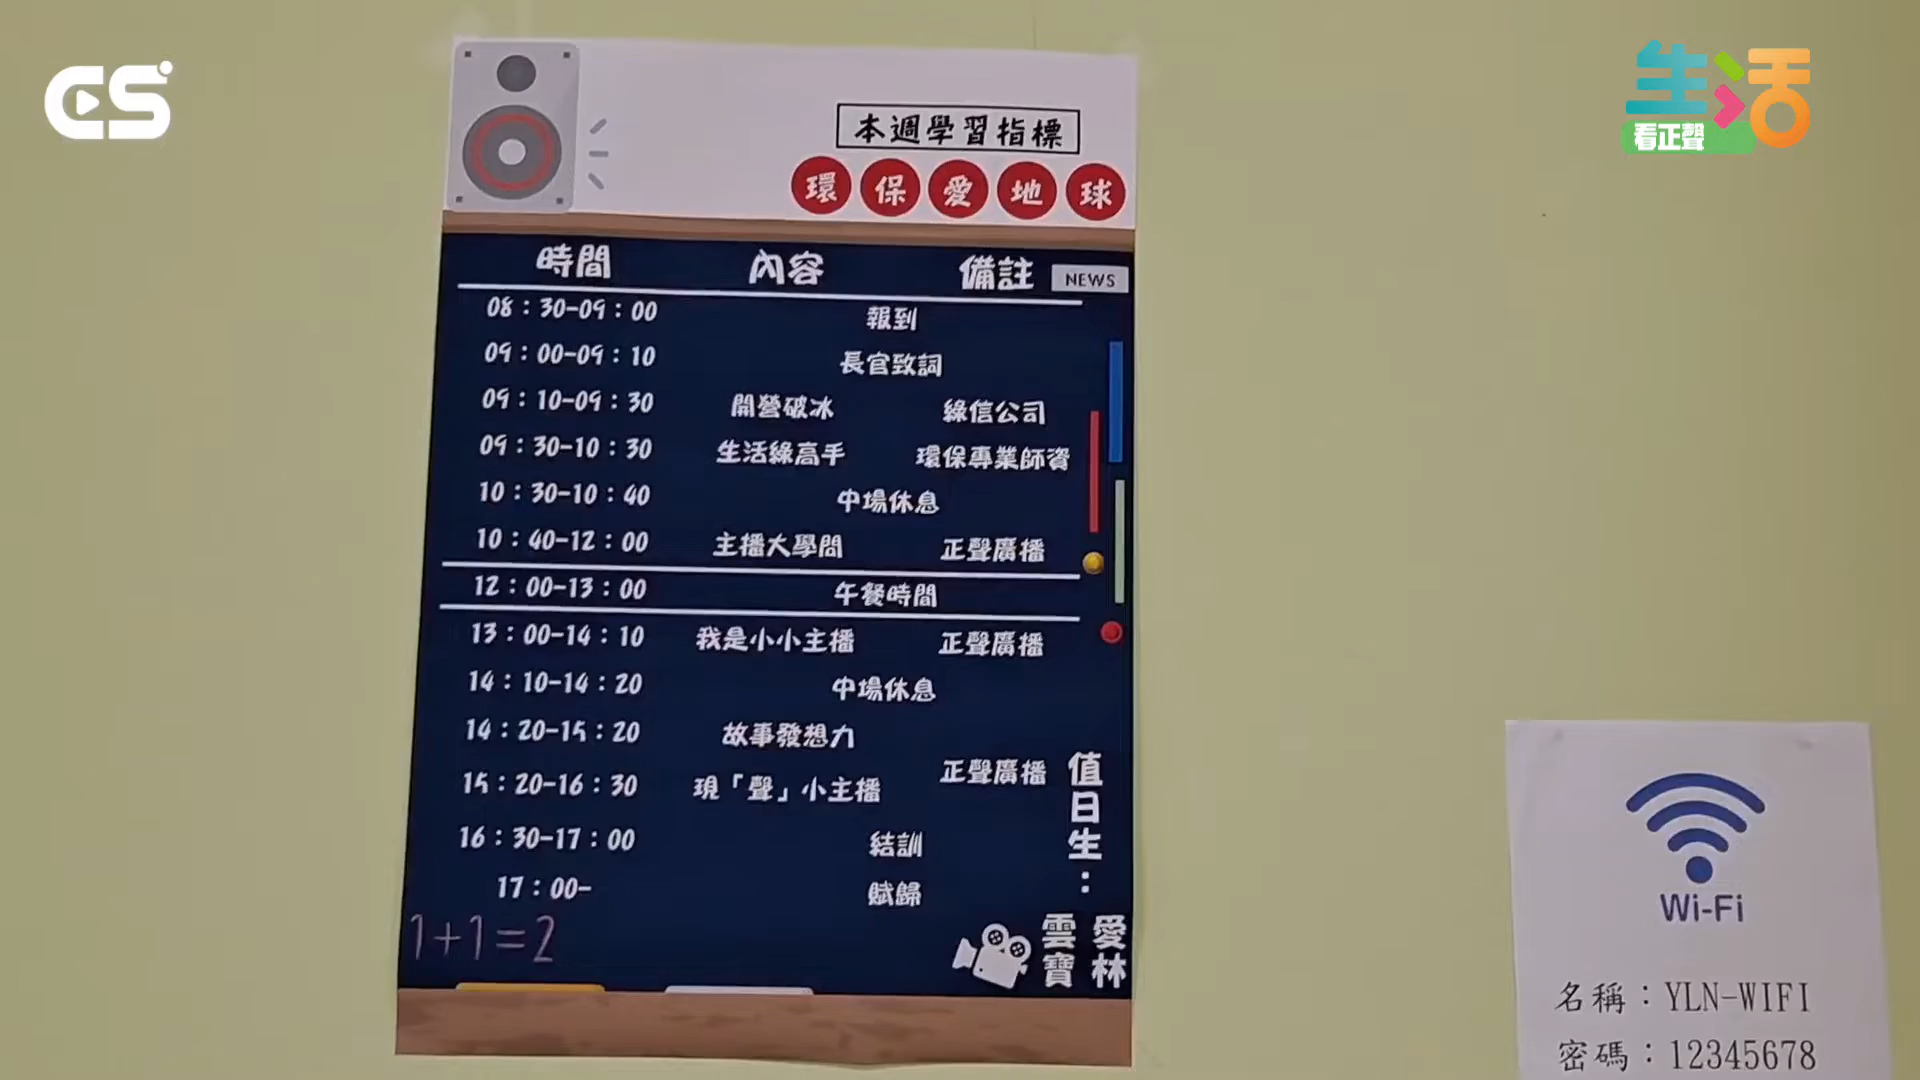 CS
生活
看正聲
本週學習指標
環保愛地球
時間 內容 備註 NEWS
08：30-09：00 報到
09：00-09：10 長官致詞
09：10-09：30 開營破冰 綠信公司
09：30-10：30 生活綠高手 環保專業師資
10：30-10：40 中場休息
10：40-12：00 主播大學問 正聲廣播
12：00-13：00 午餐時間
13：00-14：10 我是小小主播 正聲廣播
14：10-14：20 中場休息
14：20-15：20 故事發想力
正聲廣播
15：20-16：30 現「聲」小主播
16：30-17：00 結訓
17：00- 賦歸
值日生：
愛林
雲寶
1+1=2
Wi-Fi
名稱：YLN-WIFI
密碼：12345678